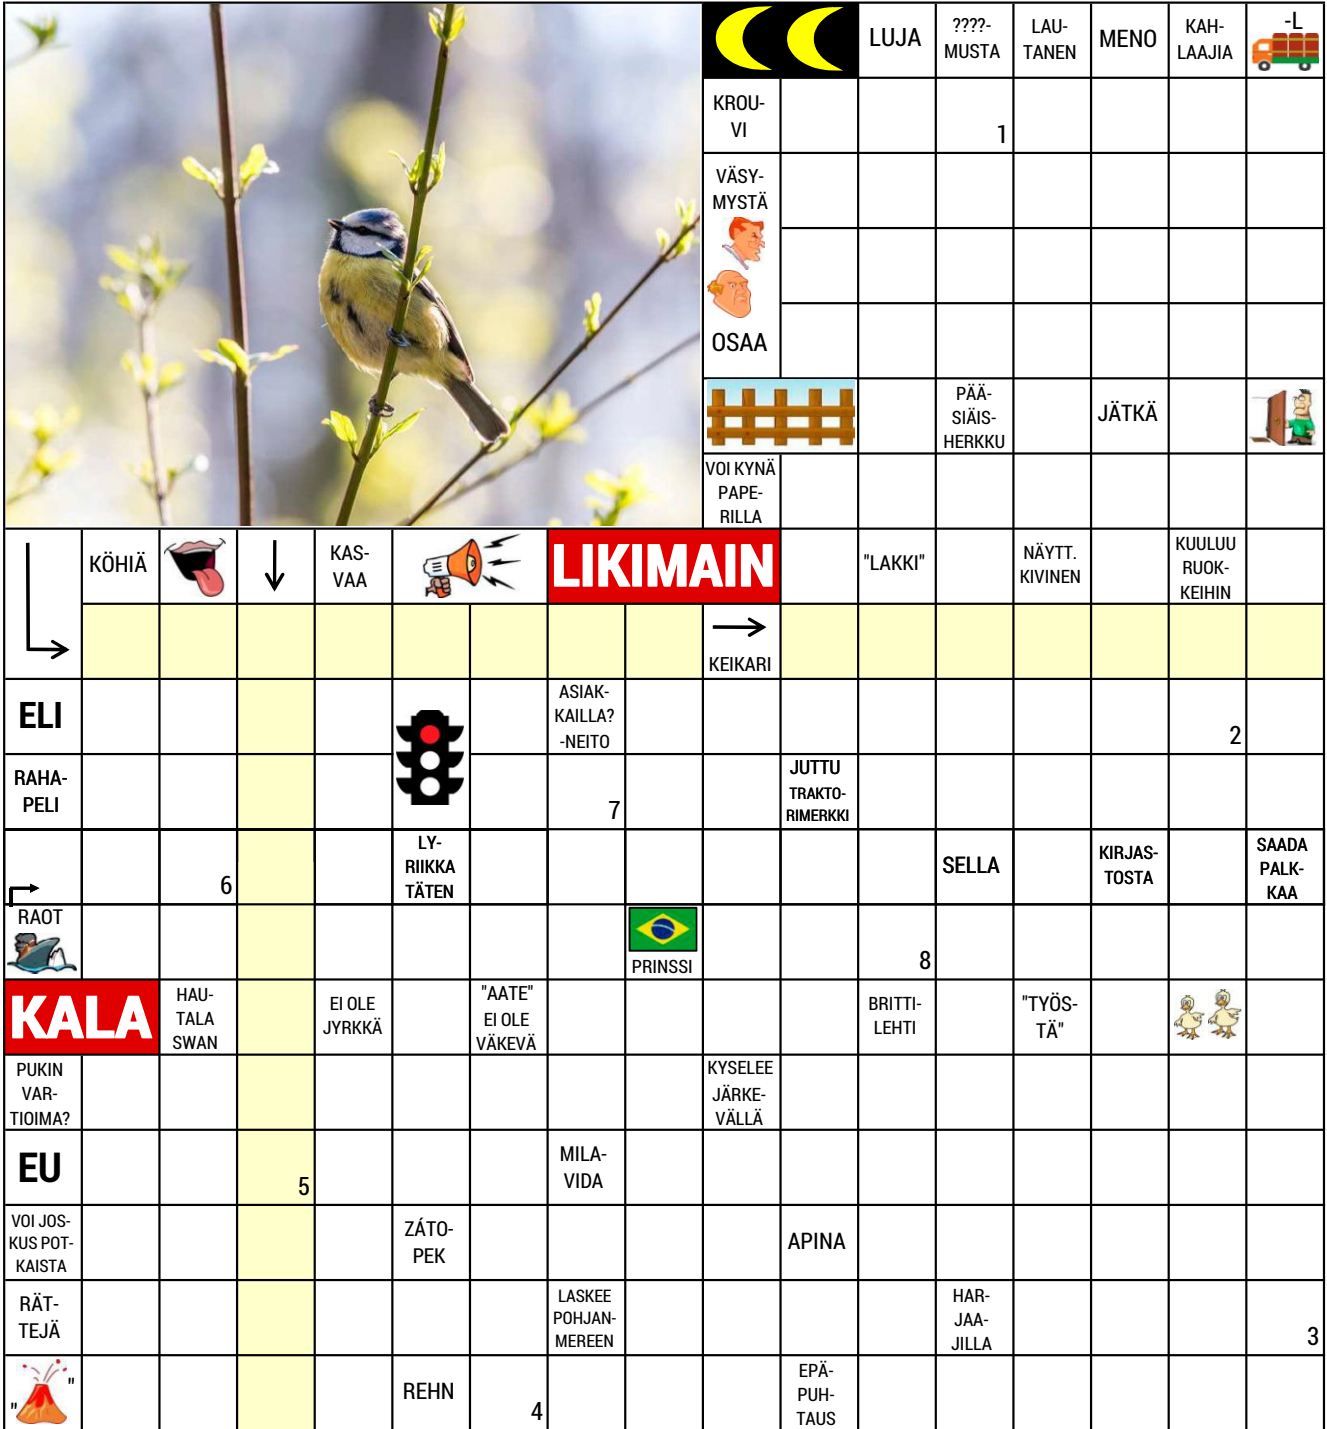 LUJA
????-
MUSTA
LAU-
TANEN
MENO
KAH-
LAAJIA
-L
KROU-
VI
1
VÄSY-
MYSTÄ
OSAA
PÄÄ-
SIÄIS-
HERKKU
JÄTKÄ
VOI KYNÄ
PAPE-
RILLA
KÖHIÄ
KAS-
VAA
LIKIMAIN
"LAKKI"
NÄYTT.
KIVINEN
KUULUU
RUOK-
KEIHIN
KEIKARI
ELI
ASIAK-
KAILLA?
-NEITO
2
RAHA-
PELI
7
JUTTU
TRAKTO-
RIMERKKI
6
LY-
RIIKKA
TÄTEN
SELLA
KIRJAS-
TOSTA
SAADA
PALK-
KAA
RAOT
PRINSSI
8
KALA
HAU-
TALA
SWAN
EI OLE
JYRKKÄ
"AATE"
EI OLE
VÄKEVÄ
BRITTI-
LEHTI
"TYÖS-
TÄ"
PUKIN
VAR-
TIOIMA?
KYSELEE
JÄRKE-
VÄLLÄ
EU
5
MILA-
VIDA
VOI JOS-
KUS POT-
KAISTA
ZÁTO-
PEK
APINA
RÄT-
TEJÄ
LASKEE
POHJAN-
MEREEN
HAR-
JAA-
JILLA
3
" "
REHN
4
EPÄ-
PUH-
TAUS